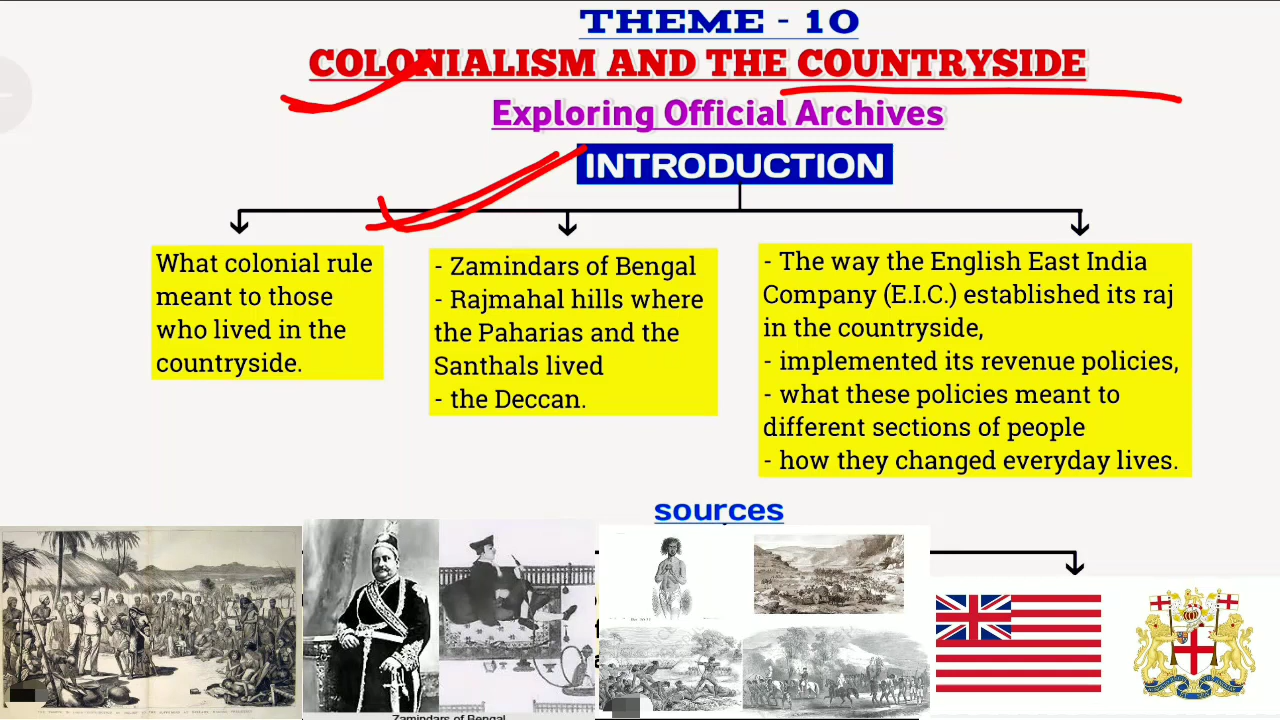 THEME - 10
COLONIALISM AND THE COUNTRYSIDE
Exploring Official Archives
INTRODUCTION
What colonial rule
meant to those
who lived in the
countryside.
- Zamindars of Bengal
- Rajmahal hills where
the Paharias and the
Santhals lived
- the Deccan.
- The way the English East India
Company (E.I.C.) established its raj
in the countryside,
- implemented its revenue policies,
- what these policies meant to
different sections of people
- how they changed everyday lives.
sources
Zamindars of Bengal